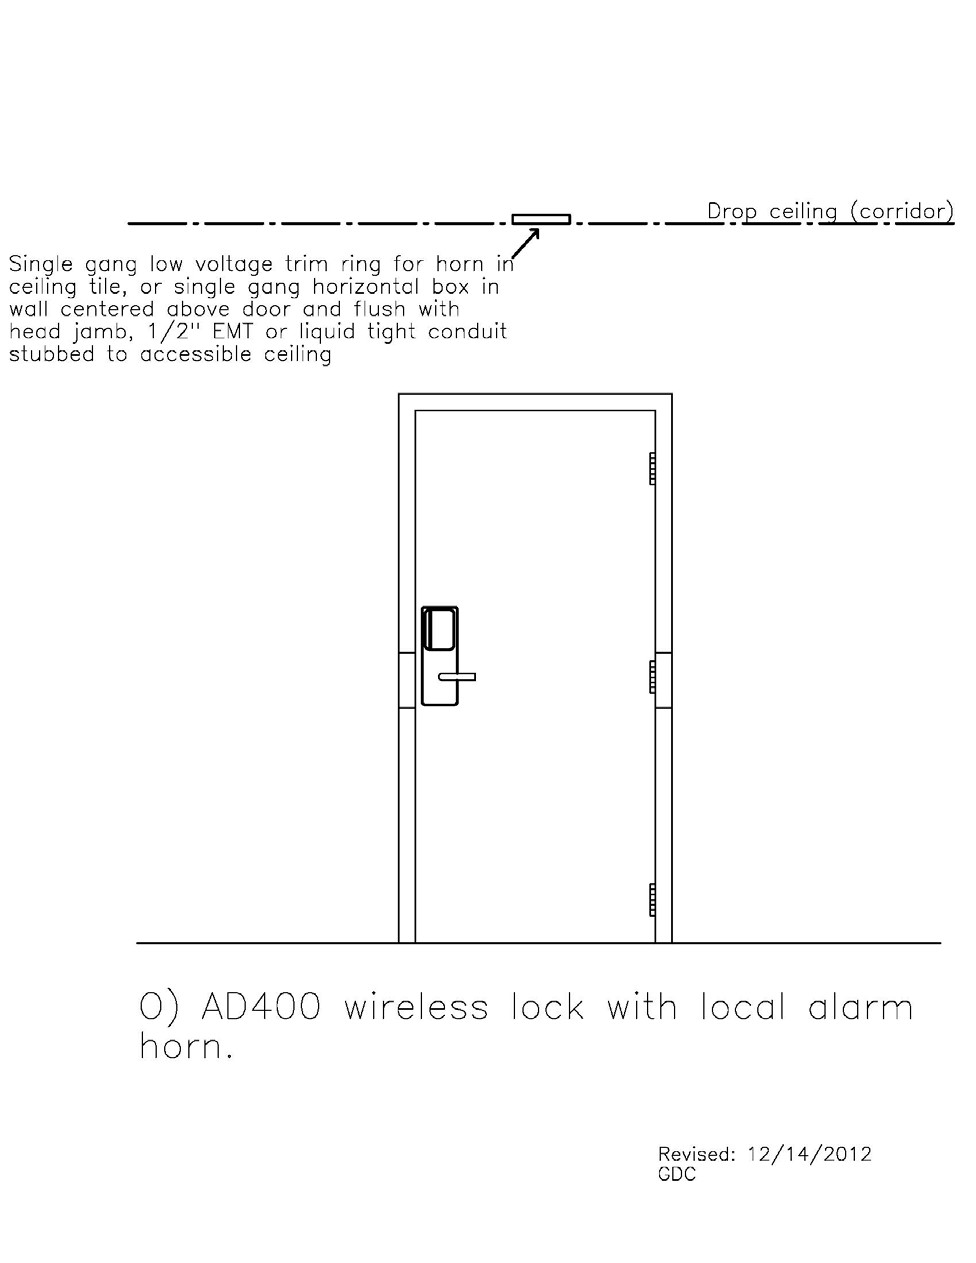 Drop ceiling (corridor)
Single gang low voltage trim ring for horn in
ceiling tile, or single gang horizontal box in
wall centered above door and flush with
head jamb, 1/2" EMT or liquid tight conduit
stubbed to accessible ceiling
O) AD400 wireless lock with local alarm
horn.
Revised: 12/14/2012
GDC